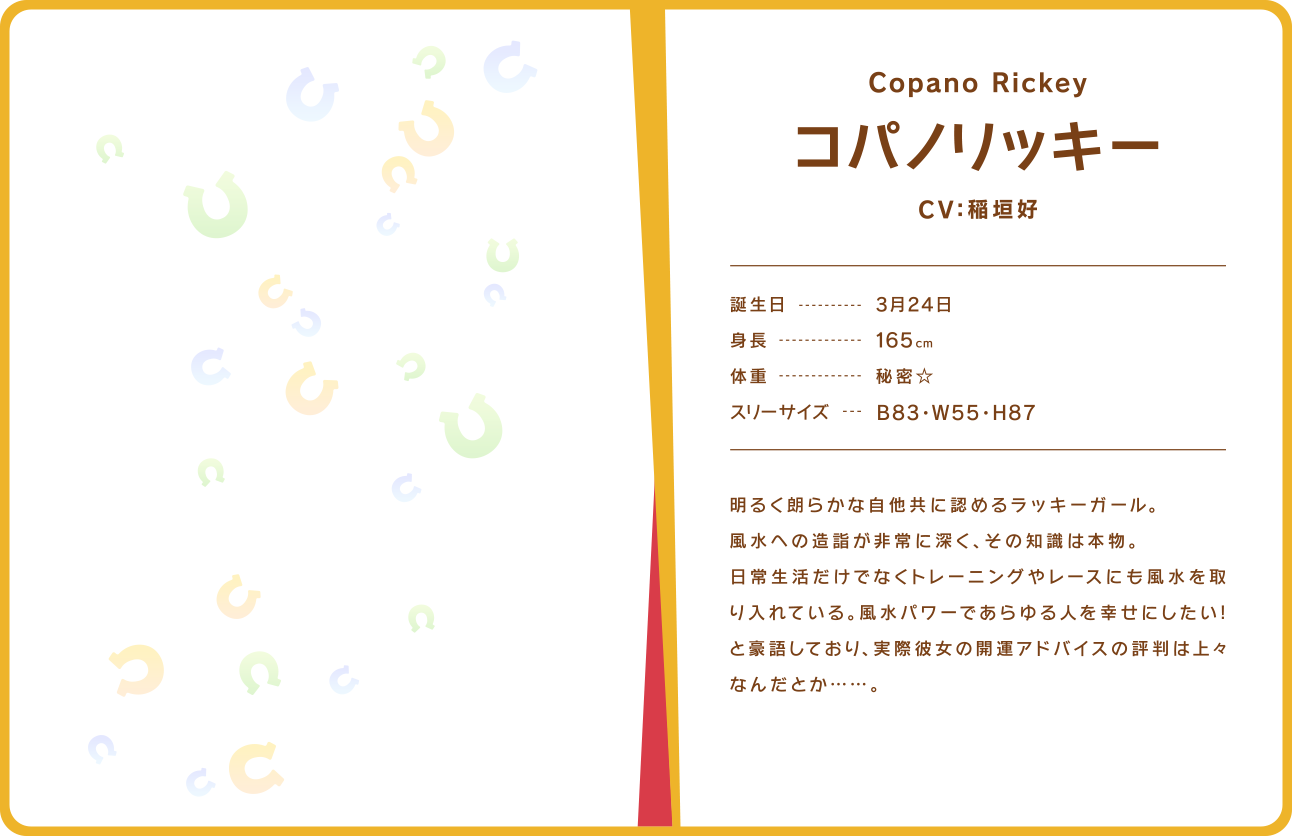 Copano Rickey
コパノリッキー
CV:稲垣好
誕生日 ---------- 3月24日
身長 ------------- 165cm
体重 ------------- 秘密☆
スリーサイズ --- B83・W55・H87
明るく朗らかな自他共に認めるラッキーガール。
風水への造詣が非常に深く、その知識は本物。
日常生活だけでなくトレーニングやレースにも風水を取
り入れている。風水パワーであらゆる人を幸せにしたい!
と豪語しており、実際彼女の開運アドバイスの評判は上々
なんだとか……。